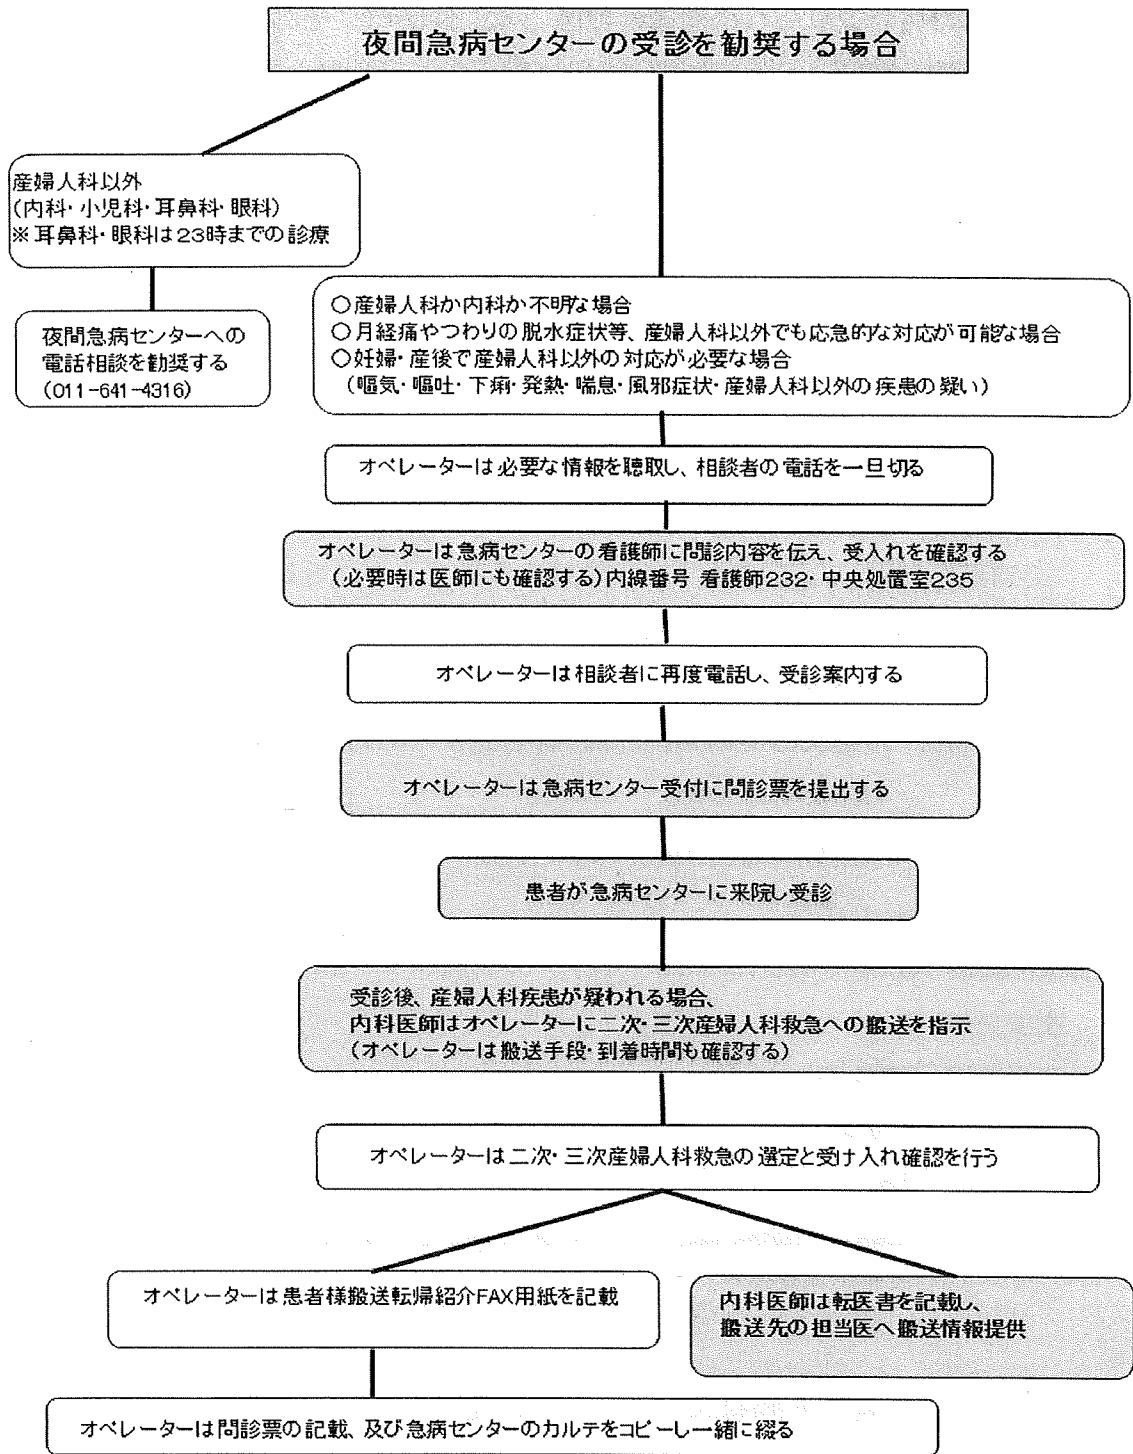 夜間急病センターの受診を勧奨する場合
産婦人科以外
(内科・小児科・耳鼻科・眼科)
※耳鼻科・眼科は23時までの診療
夜間急病センターへの
電話相談を勧奨する
(011-641-4316)
○産婦人科か内科か不明な場合
○月経痛やつわりの脱水症状等、産婦人科以外でも応急的な対応が可能な場合
○妊婦・産後で産婦人科以外の対応が必要な場合
(嘔気・嘔吐・下痢・発熱・喘息・風邪症状・産婦人科以外の疾患の疑い)
オペレーターは必要な情報を聴取し、相談者の電話を一旦切る
オペレーターは急病センターの看護師に問診内容を伝え、受入れを確認する
(必要時は医師にも確認する)内線番号 看護師232・中央処置室235
オペレーターは相談者に再度電話し、受診案内する
オペレーターは急病センター受付に問診票を提出する
患者が急病センターに来院し受診
受診後、産婦人科疾患が疑われる場合、
内科医師はオペレーターに二次・三次産婦人科救急への搬送を指示
(オペレーターは搬送手段・到着時間も確認する)
オペレーターは二次・三次産婦人科救急の選定と受け入れ確認を行う
オペレーターは患者様搬送転帰紹介FAX用紙を記載
内科医師は転医書を記載し、
搬送先の担当医へ搬送情報提供
オペレーターは問診票の記載、及び急病センターのカルテをコピーし一緒に綴る